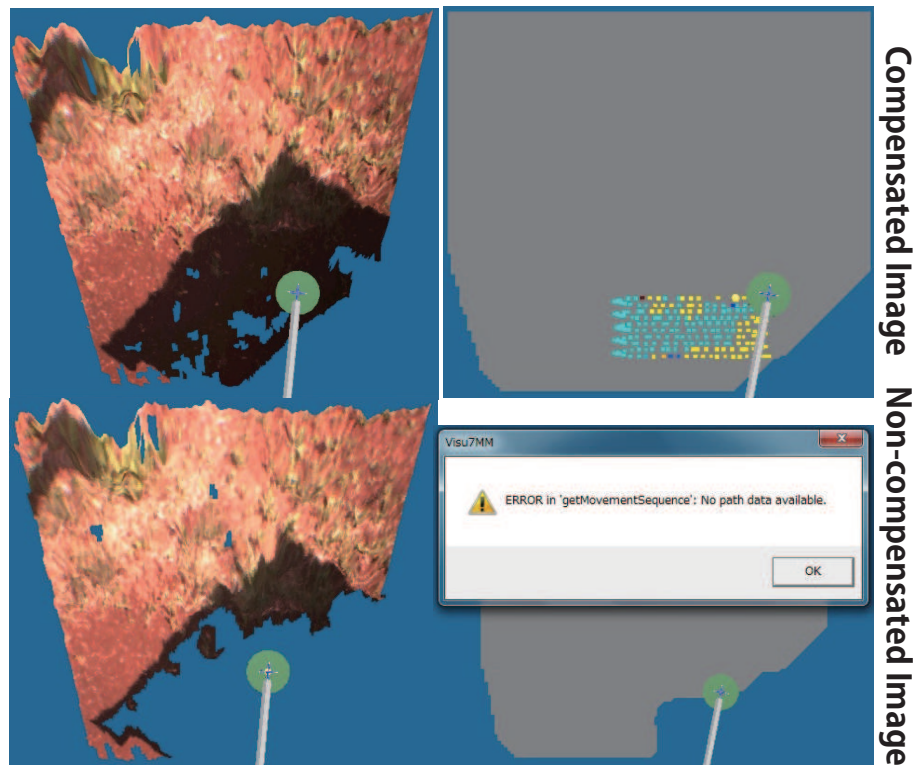 Compensated Image
Visu7MM
ERROR in 'getMovementSequence': No path data available.
OK
Non-compensated Image